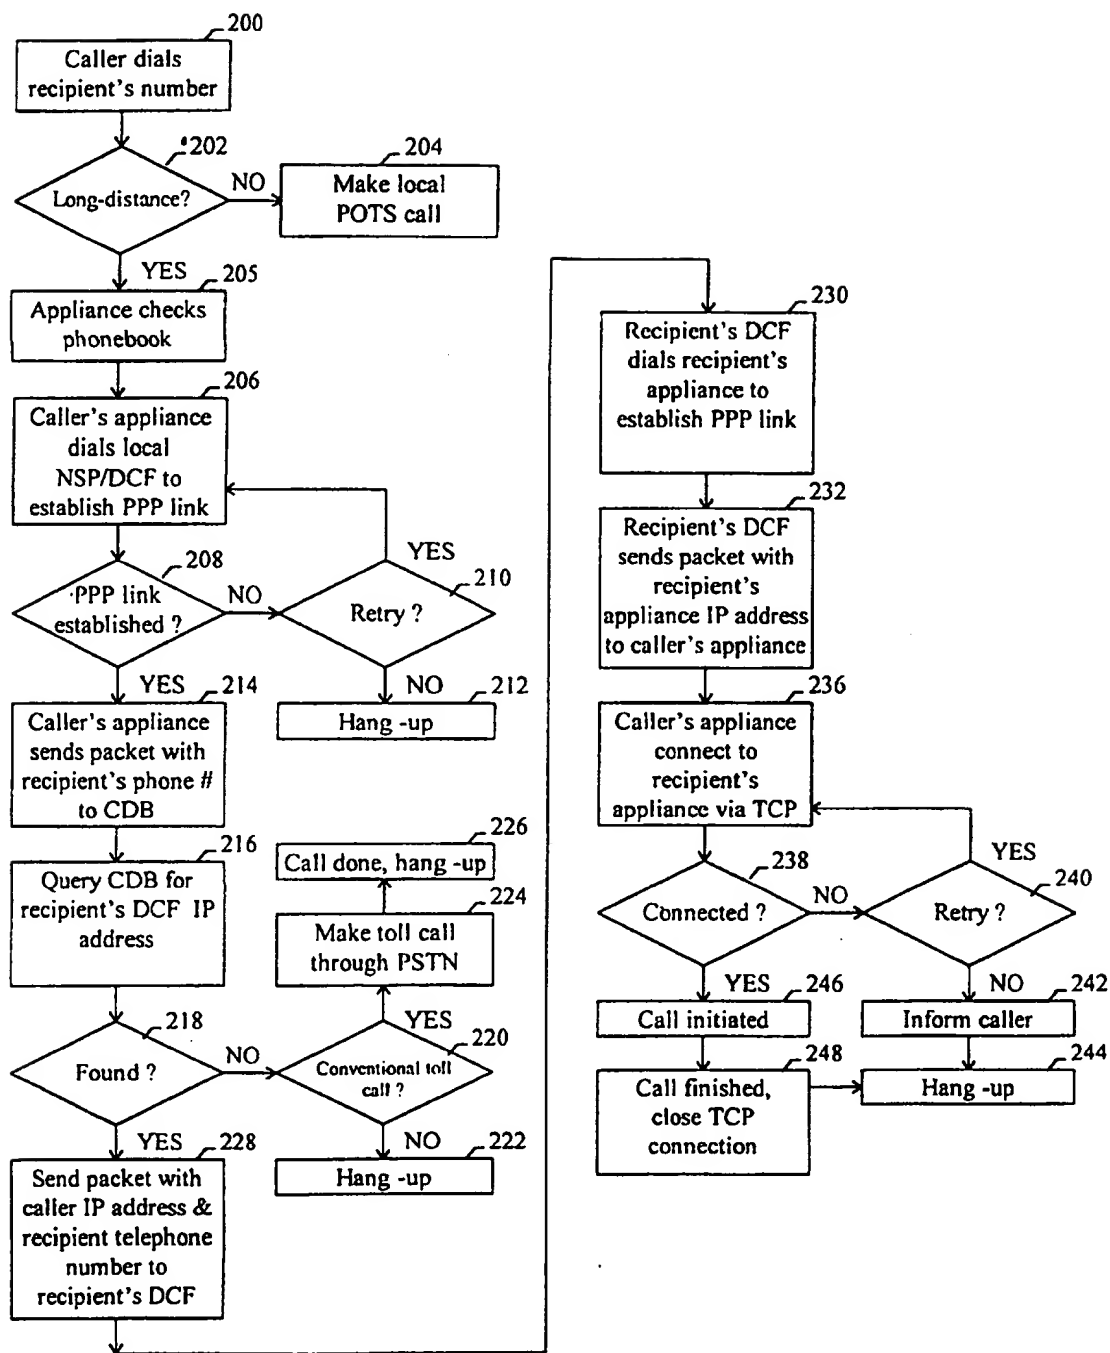 200
Caller dials
recipient's number
202
Long-distance?
NO
204
Make local
POTS call
YES
205
Appliance checks
phonebook
206
Caller's appliance
dials local
NSP/DCF to
establish PPP link
208
PPP link
established ?
NO
YES
210
Retry ?
YES
214
NO
212
Hang -up
Caller's appliance
sends packet with
recipient's phone #
to CDB
216
Query CDB for
recipient's DCF IP
address
226
Call done, hang -up
224
Make toll call
through PSTN
218
Found ?
NO
YES
220
Conventional toll
call ?
YES
228
NO
222
Hang -up
Send packet with
caller IP address &
recipient telephone
number to
recipient's DCF
230
Recipient's DCF
dials recipient's
appliance to
establish PPP link
232
Recipient's DCF
sends packet with
recipient's
appliance IP address
to caller's appliance
236
Caller's appliance
connect to
recipient's
appliance via TCP
238
Connected ?
NO
YES
240
Retry ?
YES
246
Call initiated
NO
242
Inform caller
248
Call finished,
close TCP
connection
244
Hang -up